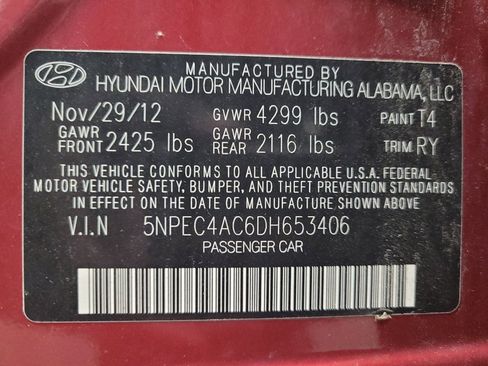 MANUFACTURED BY
HYUNDAI MOTOR MANUFACTURING ALABAMA, LLC
Nov/29/12 GVWR 4299 lbs PAINT T4
GAWR FRONT 2425 lbs GAWR REAR 2116 lbs TRIM RY
THIS VEHICLE CONFORMS TO ALL APPLICABLE U.S.A. FEDERAL
MOTOR VEHICLE SAFETY, BUMPER, AND THEFT PREVENTION STANDARDS
IN EFFECT ON THE DATE OF MANUFACTURE SHOWN ABOVE.
V.I.N 5NPEC4AC6DH653406
PASSENGER CAR